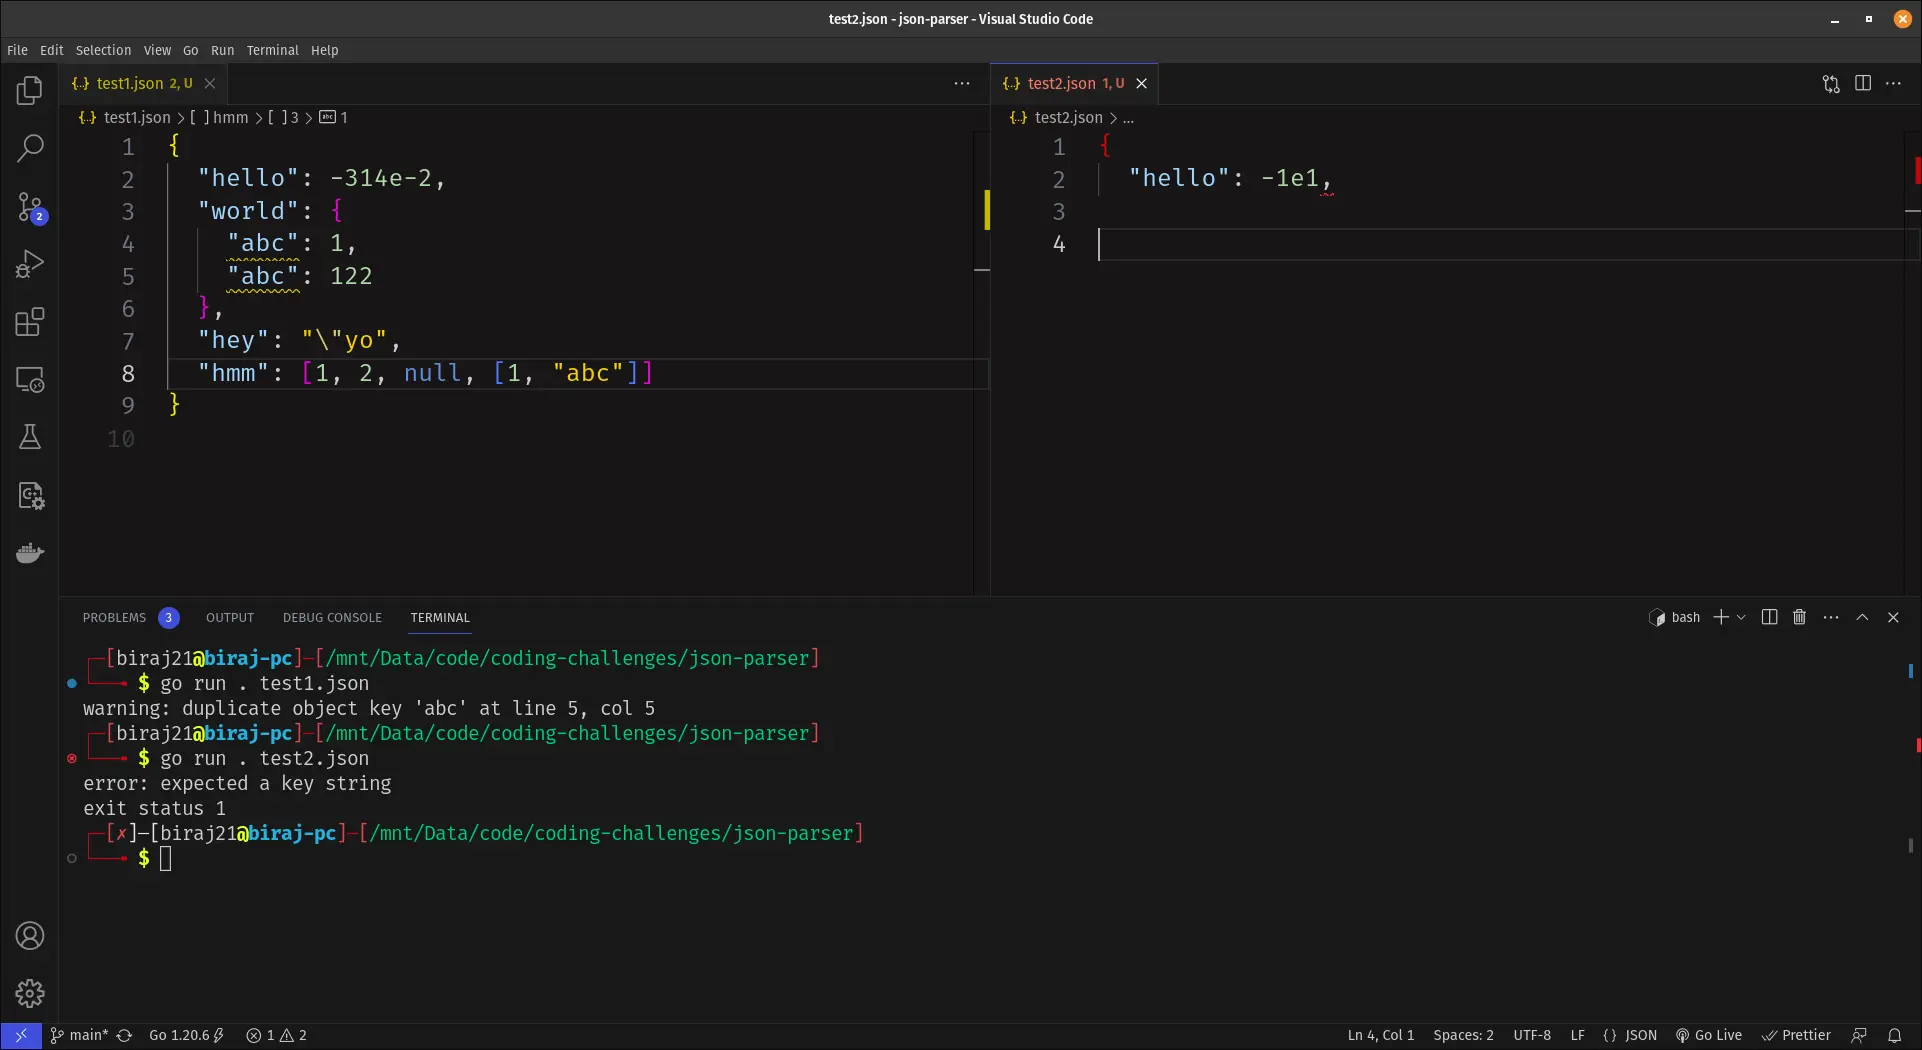 test2.json - json-parser - Visual Studio Code
File Edit Selection View Go Run Terminal Help
{..} test1.json 2, U
{..} test1.json > [ ] hmm > [ ] 3 > abc 1
1 {
2 "hello": -314e-2,
3 "world": {
4 "abc": 1,
5 "abc": 122
6 },
7 "hey": "\"yo",
8 "hmm": [1, 2, null, [1, "abc"]]
9 }
10
{..} test2.json 1, U
{..} test2.json > ...
1 {
2 "hello": -1e1,
3
4
2
PROBLEMS 3 OUTPUT DEBUG CONSOLE TERMINAL
bash
[biraj21@biraj-pc]-[/mnt/Data/code/coding-challenges/json-parser]
$ go run . test1.json
warning: duplicate object key 'abc' at line 5, col 5
[biraj21@biraj-pc]-[/mnt/Data/code/coding-challenges/json-parser]
$ go run . test2.json
error: expected a key string
exit status 1
[✗]-[biraj21@biraj-pc]-[/mnt/Data/code/coding-challenges/json-parser]
$
main* Go 1.20.6 1 2
Ln 4, Col 1 Spaces: 2 UTF-8 LF { } JSON Go Live Prettier